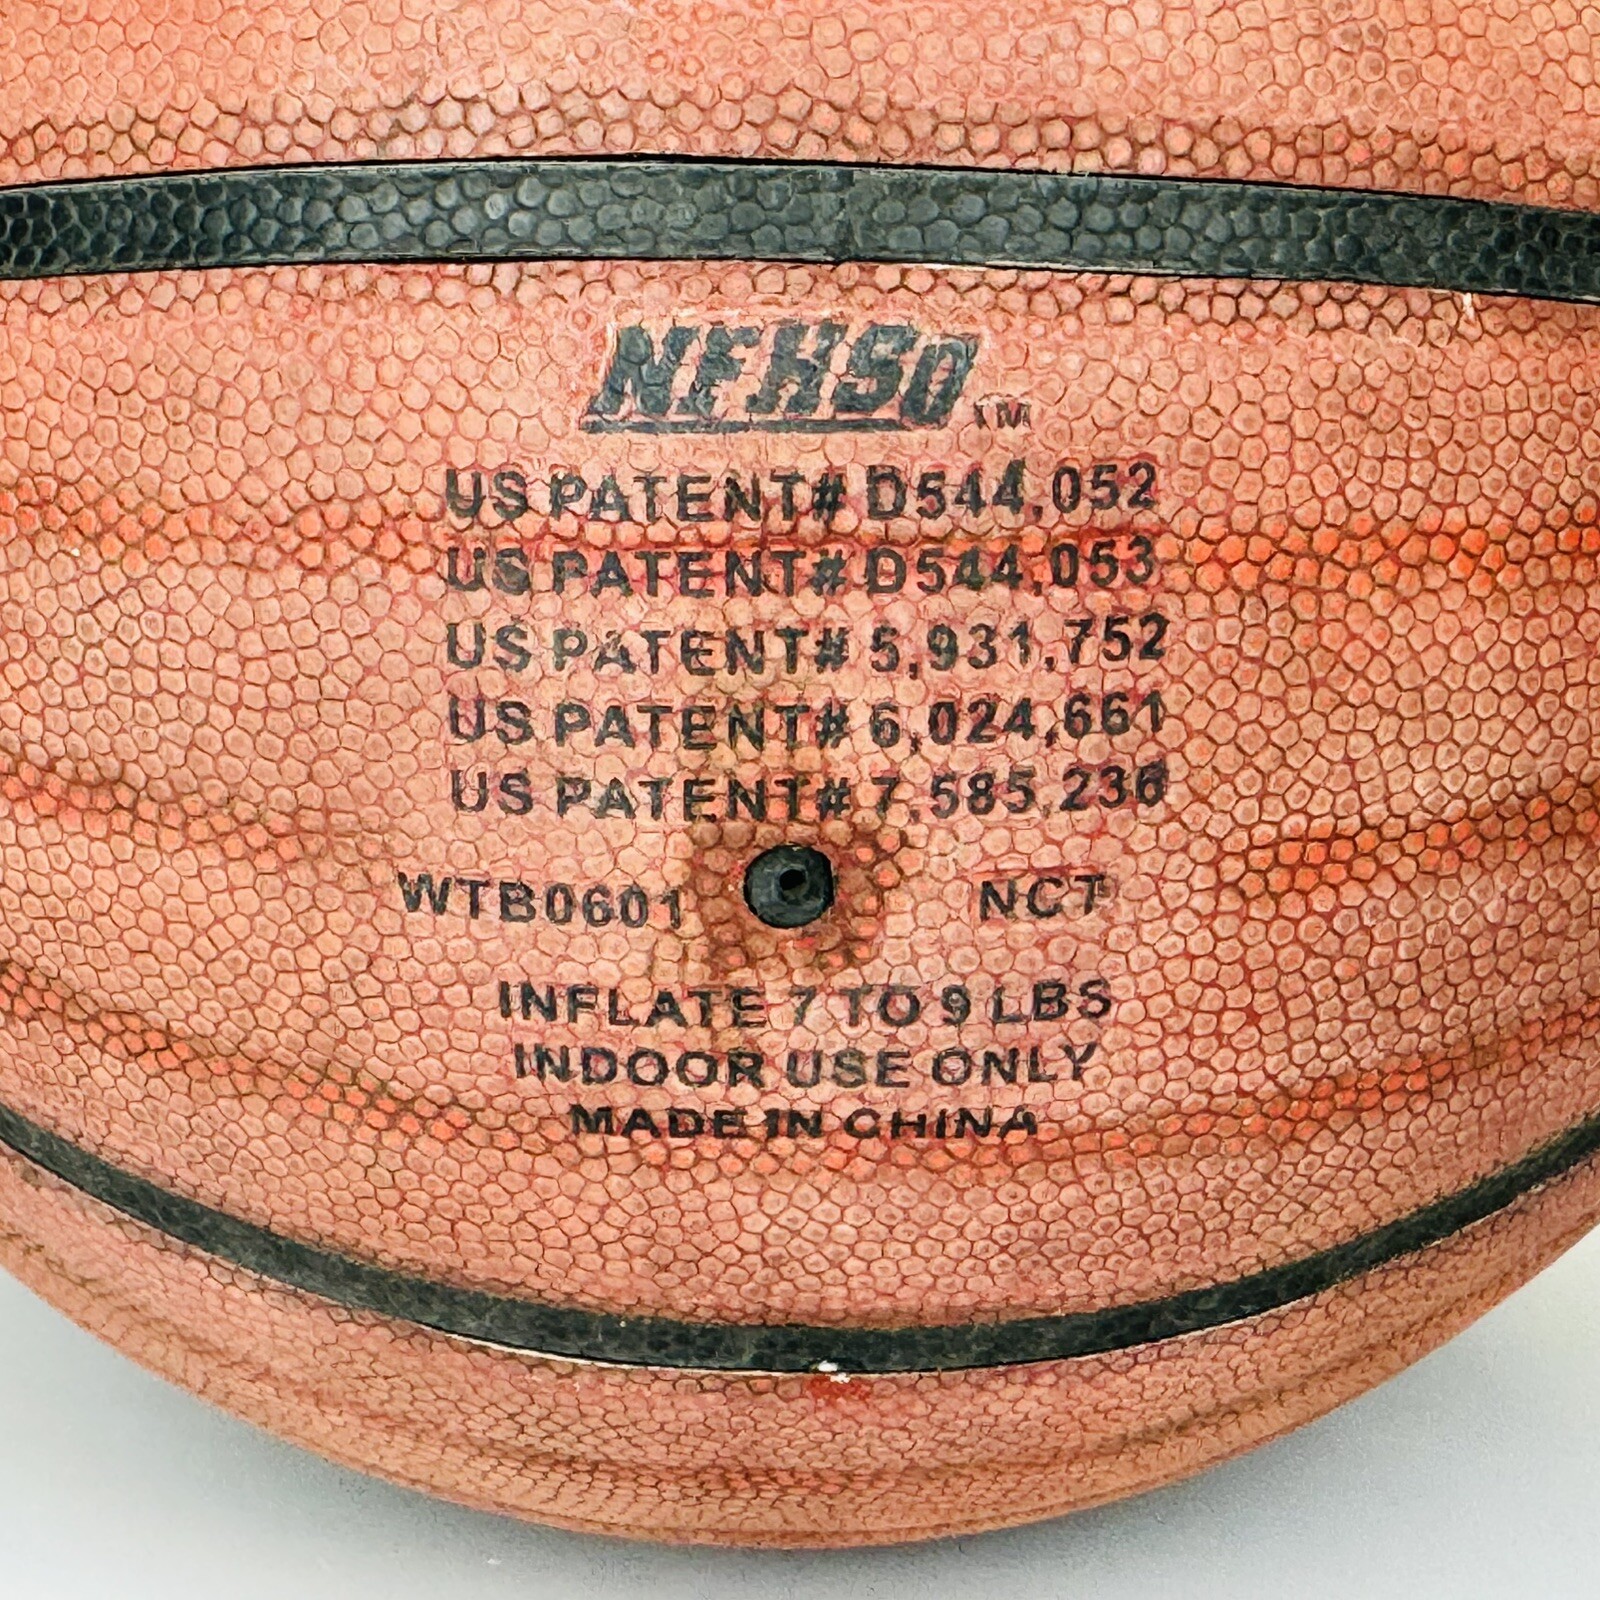 NFHS
TM
US PATENT# D544,052
US PATENT# D544,053
US PATENT# 5,931,752
US PATENT# 6,024,661
US PATENT# 7,585,236
WTB0601 NCT
INFLATE 7 TO 9 LBS
INDOOR USE ONLY
MADE IN CHINA